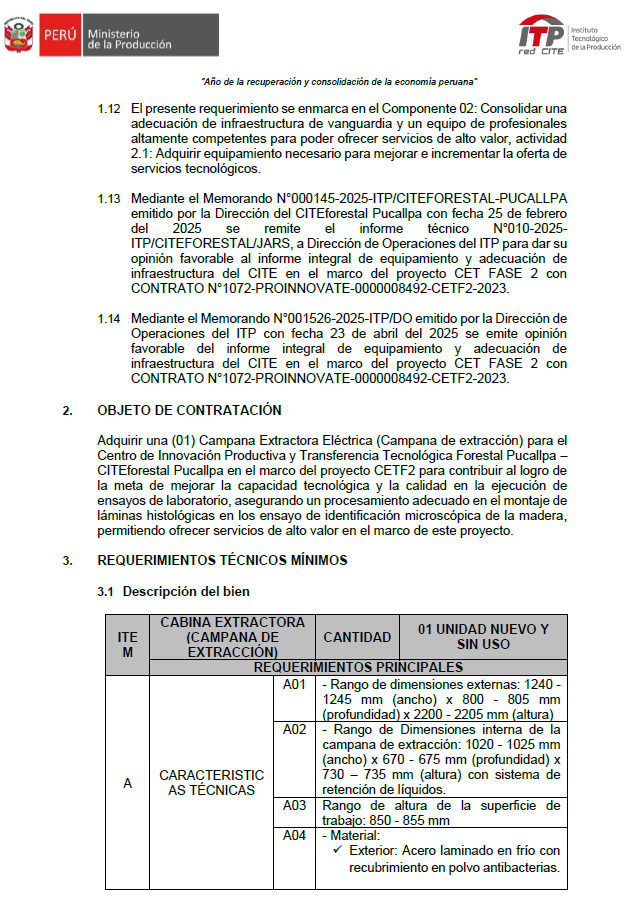 PERÚ
Ministerio
de la Producción
ITP
red CITE
Instituto
Tecnológico
de la Producción
"Año de la recuperación y consolidación de la economía peruana"
1.12 El presente requerimiento se enmarca en el Componente 02: Consolidar una
adecuación de infraestructura de vanguardia y un equipo de profesionales
altamente competentes para poder ofrecer servicios de alto valor, actividad
2.1: Adquirir equipamiento necesario para mejorar e incrementar la oferta de
servicios tecnológicos.
1.13 Mediante el Memorando N°000145-2025-ITP/CITEFORESTAL-PUCALLPA
emitido por la Dirección del CITEforestal Pucallpa con fecha 25 de febrero
del 2025 se remite el informe técnico N°010-2025-
ITP/CITEFORESTAL/JARS, a Dirección de Operaciones del ITP para dar su
opinión favorable al informe integral de equipamiento y adecuación de
infraestructura del CITE en el marco del proyecto CET FASE 2 con
CONTRATO N°1072-PROINNOVATE-0000008492-CETF2-2023.
1.14 Mediante el Memorando N°001526-2025-ITP/DO emitido por la Dirección de
Operaciones del ITP con fecha 23 de abril del 2025 se emite opinión
favorable del informe integral de equipamiento y adecuación de
infraestructura del CITE en el marco del proyecto CET FASE 2 con
CONTRATO N°1072-PROINNOVATE-0000008492-CETF2-2023.
2. OBJETO DE CONTRATACIÓN
Adquirir una (01) Campana Extractora Eléctrica (Campana de extracción) para el
Centro de Innovación Productiva y Transferencia Tecnológica Forestal Pucallpa –
CITEforestal Pucallpa en el marco del proyecto CETF2 para contribuir al logro de
la meta de mejorar la capacidad tecnológica y la calidad en la ejecución de
ensayos de laboratorio, asegurando un procesamiento adecuado en el montaje de
láminas histológicas en los ensayo de identificación microscópica de la madera,
permitiendo ofrecer servicios de alto valor en el marco de este proyecto.
3. REQUERIMIENTOS TÉCNICOS MÍNIMOS
3.1 Descripción del bien
ITE
M
CABINA EXTRACTORA
(CAMPANA DE
EXTRACCIÓN)
CANTIDAD
01 UNIDAD NUEVO Y
SIN USO
REQUERIMIENTOS PRINCIPALES
A
CARACTERISTIC
AS TÉCNICAS
A01
- Rango de dimensiones externas: 1240 -
1245 mm (ancho) x 800 - 805 mm
(profundidad) x 2200 - 2205 mm (altura)
A02
- Rango de Dimensiones interna de la
campana de extracción: 1020 - 1025 mm
(ancho) x 670 - 675 mm (profundidad) x
730 – 735 mm (altura) con sistema de
retención de líquidos.
A03
Rango de altura de la superficie de
trabajo: 850 - 855 mm
A04
- Material:
✓ Exterior: Acero laminado en frío con
recubrimiento en polvo antibacterias.